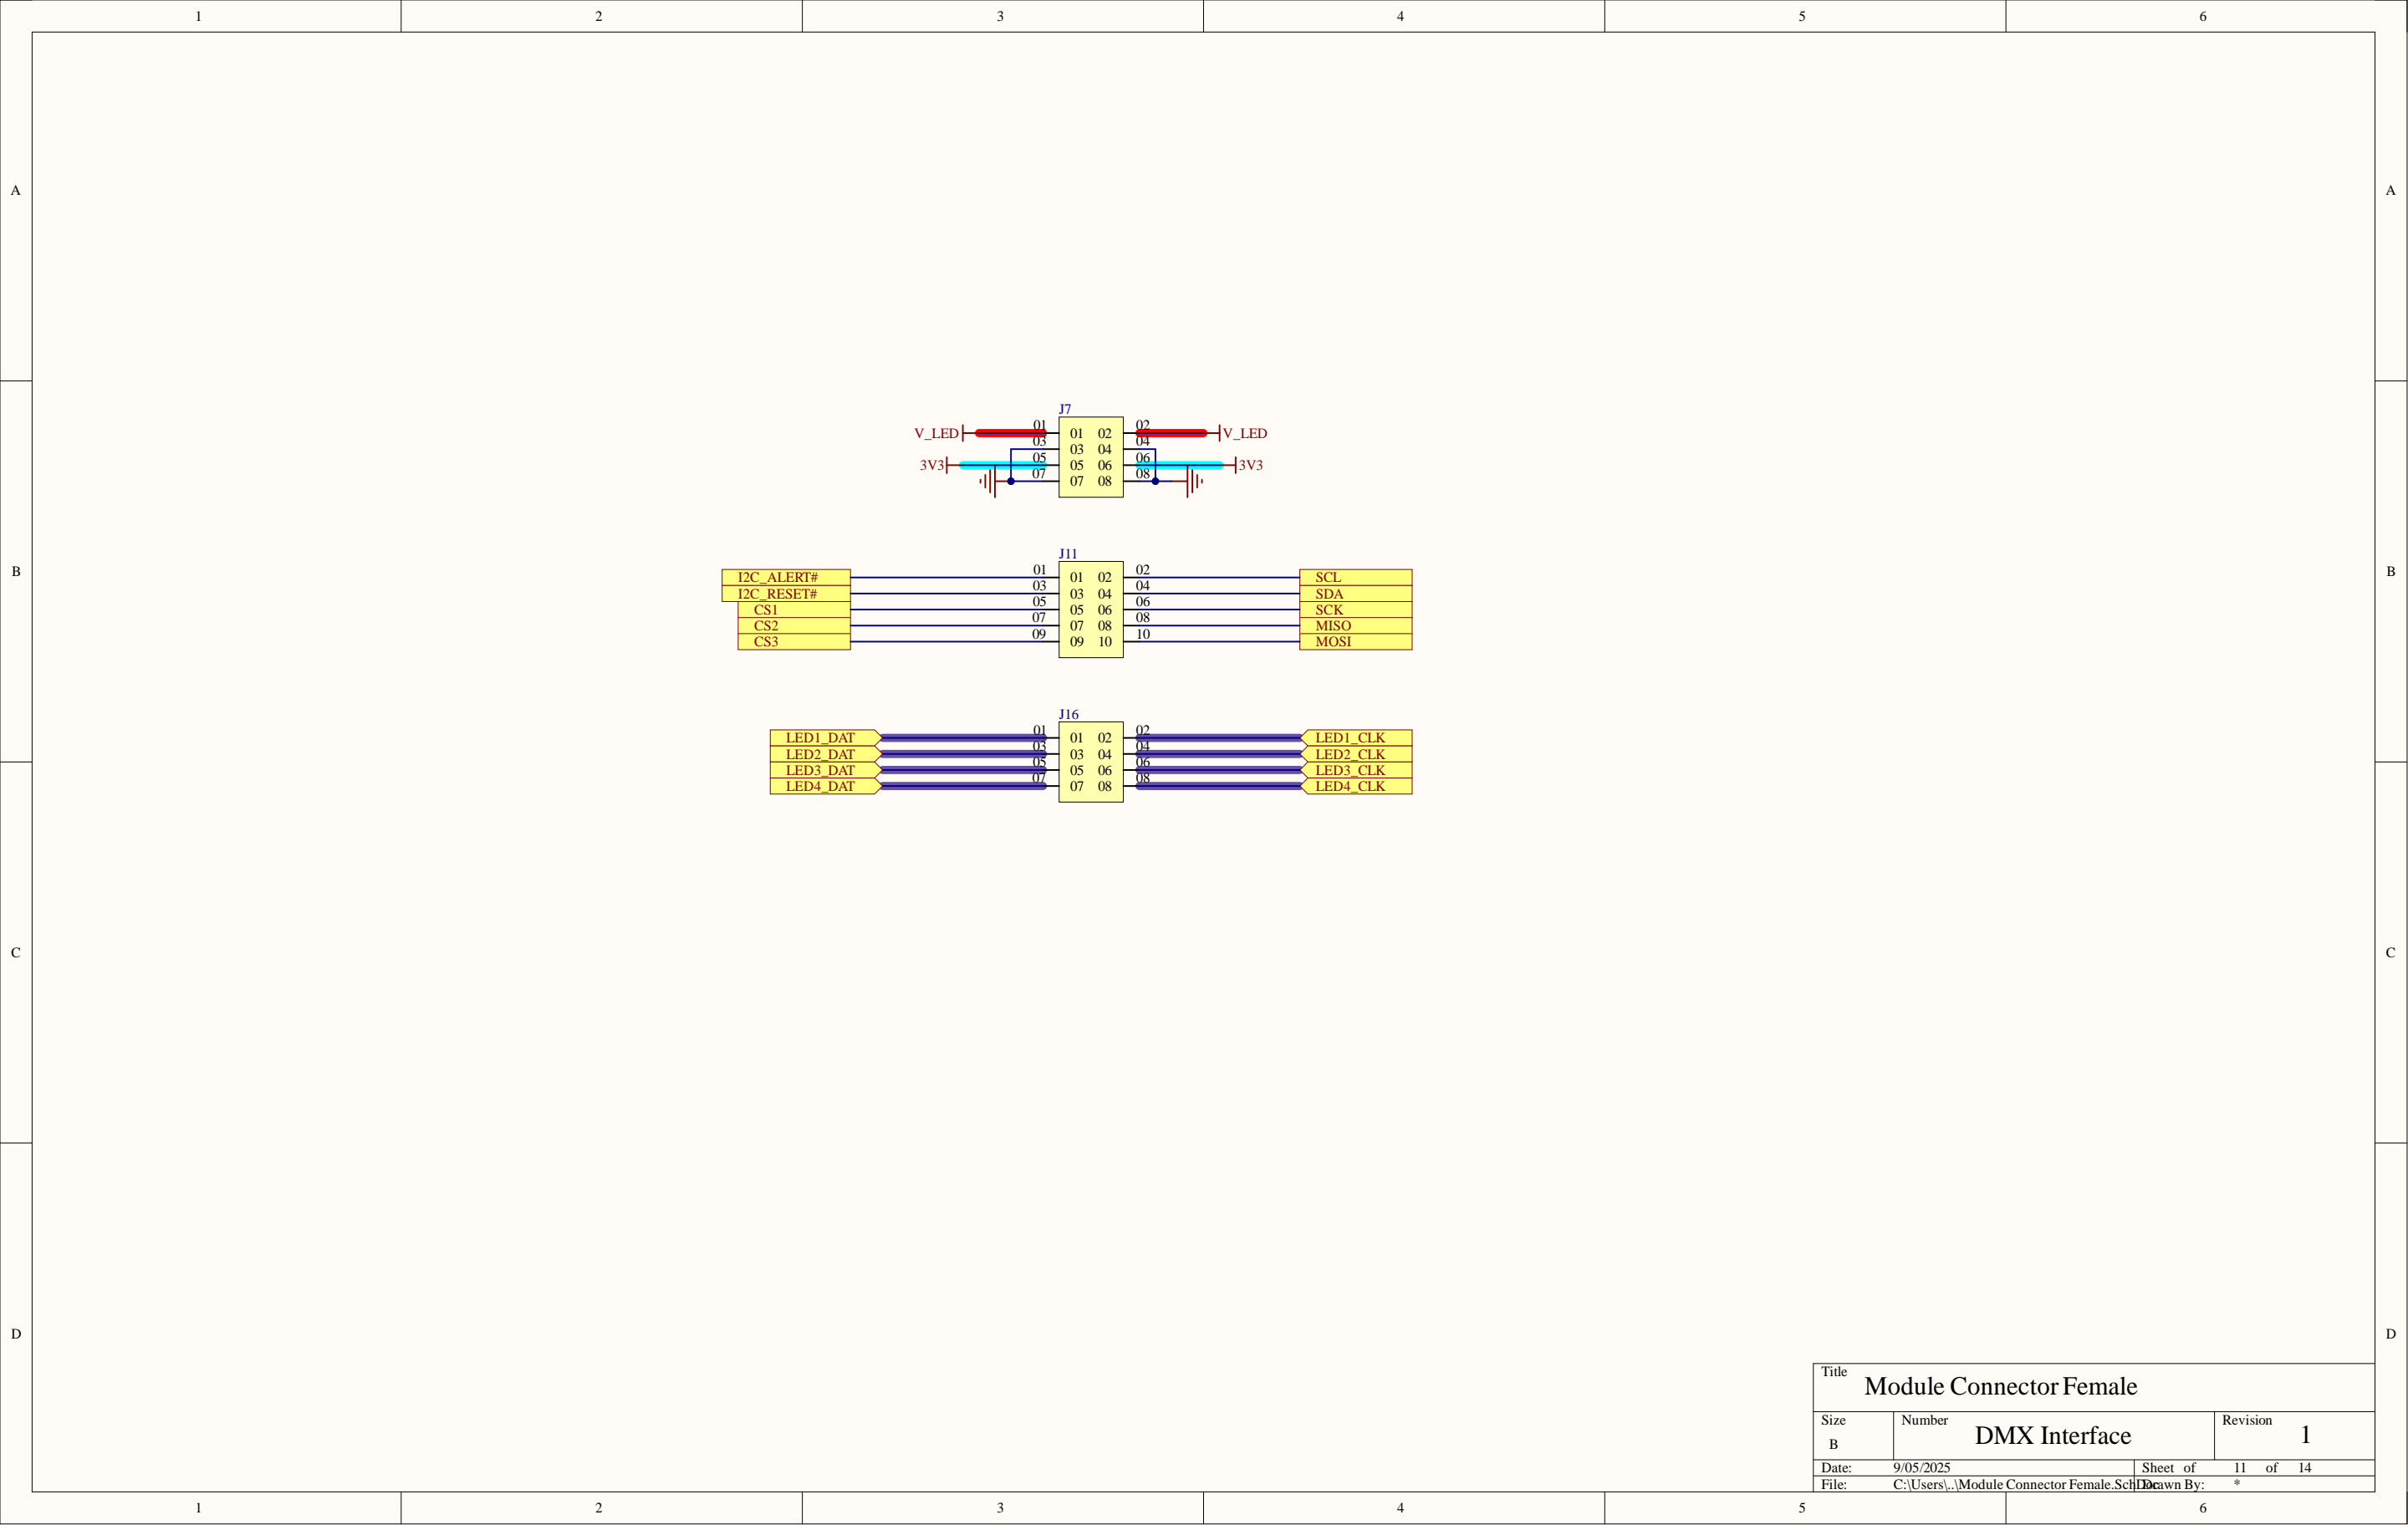 1 2 3 4 5 6
A A
J7
01 02
V_LED 01 02 V_LED
03 04
03 04
05 06
3V3 05 06 3V3
07 08
07 08
J11
01 02
I2C_ALERT# 01 02 SCL
03 04
I2C_RESET# 03 04 SDA
05 06
CS1 05 06 SCK
07 08
CS2 07 08 MISO
09 10
CS3 09 10 MOSI
B B
J16
01 02
LED1_DAT 01 02 LED1_CLK
03 04
LED2_DAT 03 04 LED2_CLK
05 06
LED3_DAT 05 06 LED3_CLK
07 08
LED4_DAT 07 08 LED4_CLK
C C
D D
Title
Module Connector Female
Size Number Revision
B DMX Interface 1
Date: 9/05/2025 Sheet of 11 of 14
File: C:\Users\..\Module Connector Female.SchDoc Drawn By: *
1 2 3 4 5 6